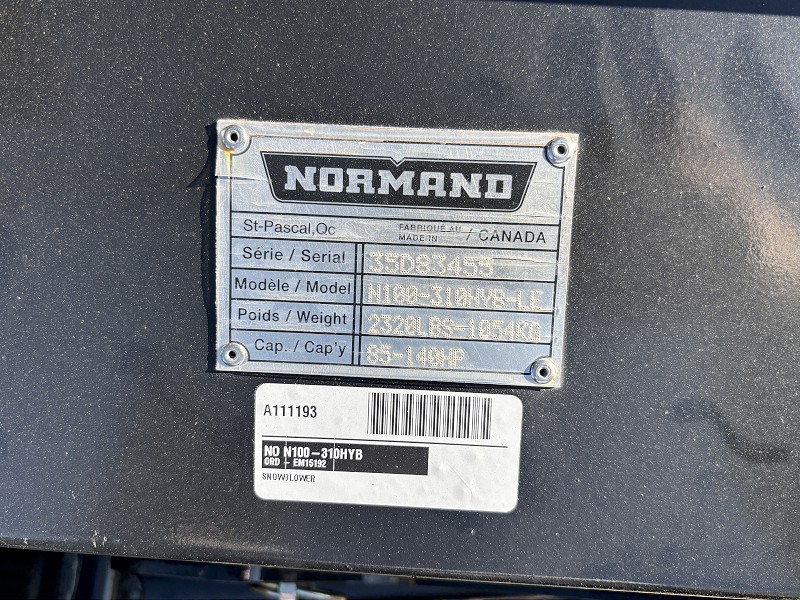 NORMAND
St-Pascal,Qc FABRIQUÉ AU / CANADA
MADE IN
Série / Serial 35D83455
Modèle / Model N100-310HYB-LE
Poids / Weight 2320LBS-1054KG
Cap. / Cap'y 85-140HP
A111193
NO N100-310HYB
ORD - EM15192
SNOWBLOWER